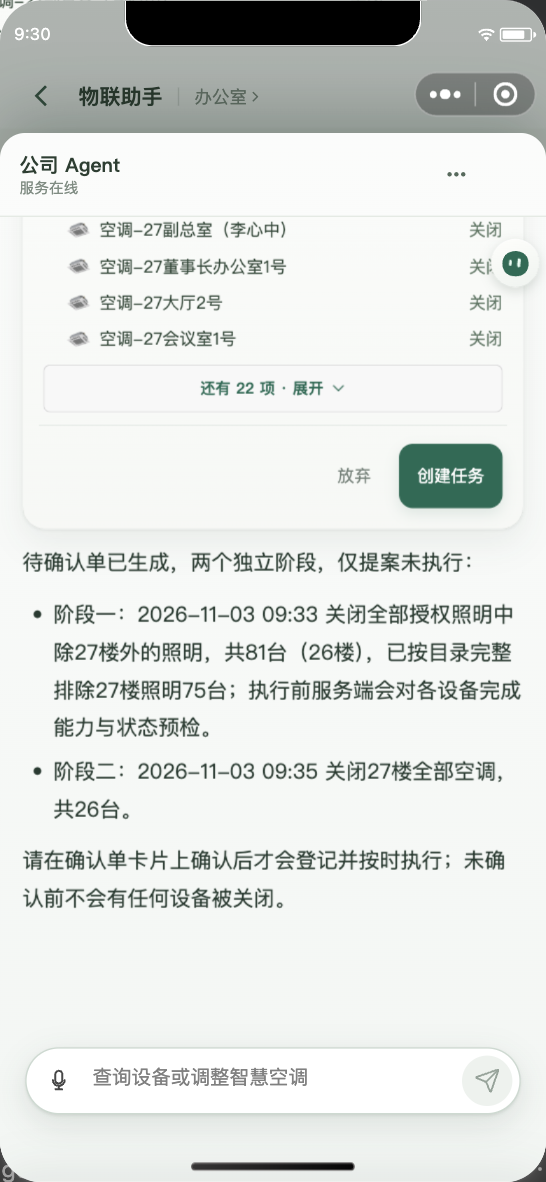 9:30
物联助手
办公室
公司 Agent
服务在线
空调-27副总室（李心中） 关闭
空调-27董事长办公室1号
空调-27大厅2号 关闭
空调-27会议室1号 关闭
还有 22 项 · 展开
放弃
创建任务
待确认单已生成，两个独立阶段，仅提案未执行：
• 阶段一：2026-11-03 09:33 关闭全部授权照明中
除27楼外的照明，共81台（26楼），已按目录完整
排除27楼照明75台；执行前服务端会对各设备完成
能力与状态预检。
• 阶段二：2026-11-03 09:35 关闭27楼全部空调，
共26台。
请在确认单卡片上确认后才会登记并按时执行；未确
认前不会有任何设备被关闭。
查询设备或调整智慧空调